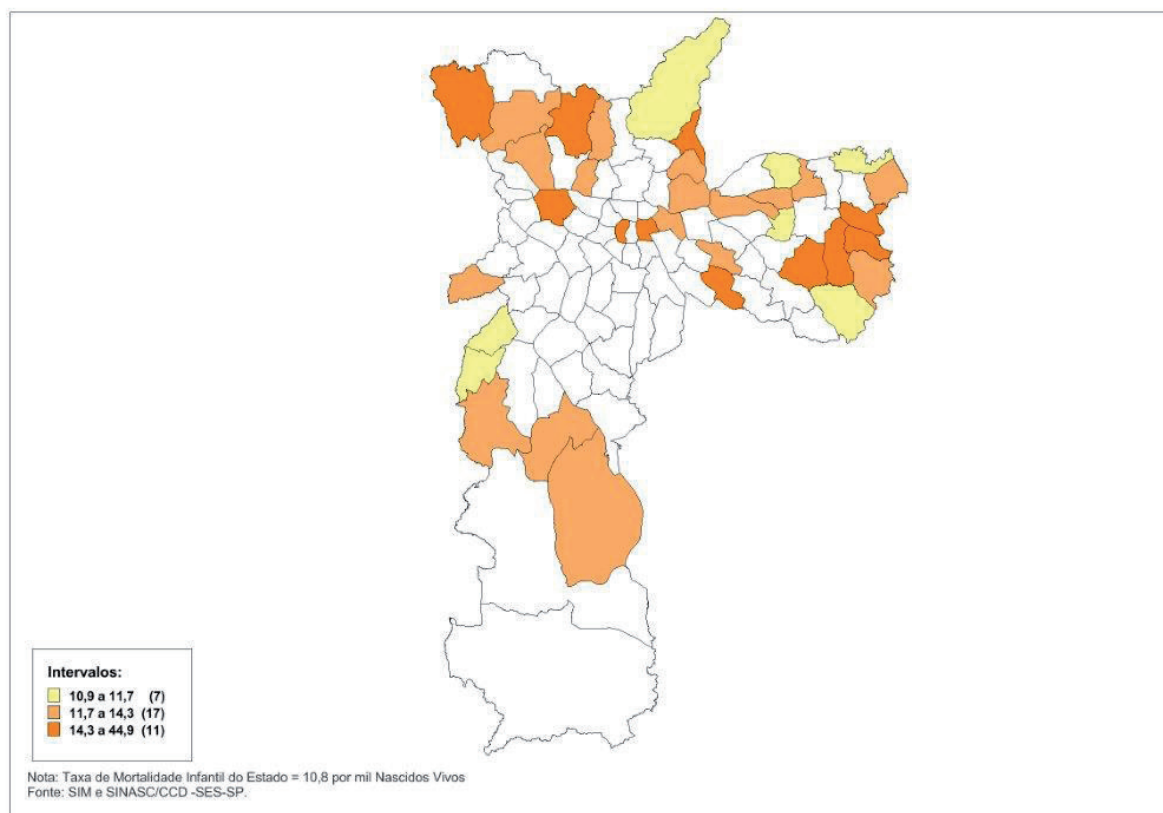 Intervalos:
10,9 a 11,7 (7)
11,7 a 14,3 (17)
14,3 a 44,9 (11)
Nota: Taxa de Mortalidade Infantil do Estado = 10,8 por mil Nascidos Vivos
Fonte: SIM e SINASC/CCD -SES-SP.